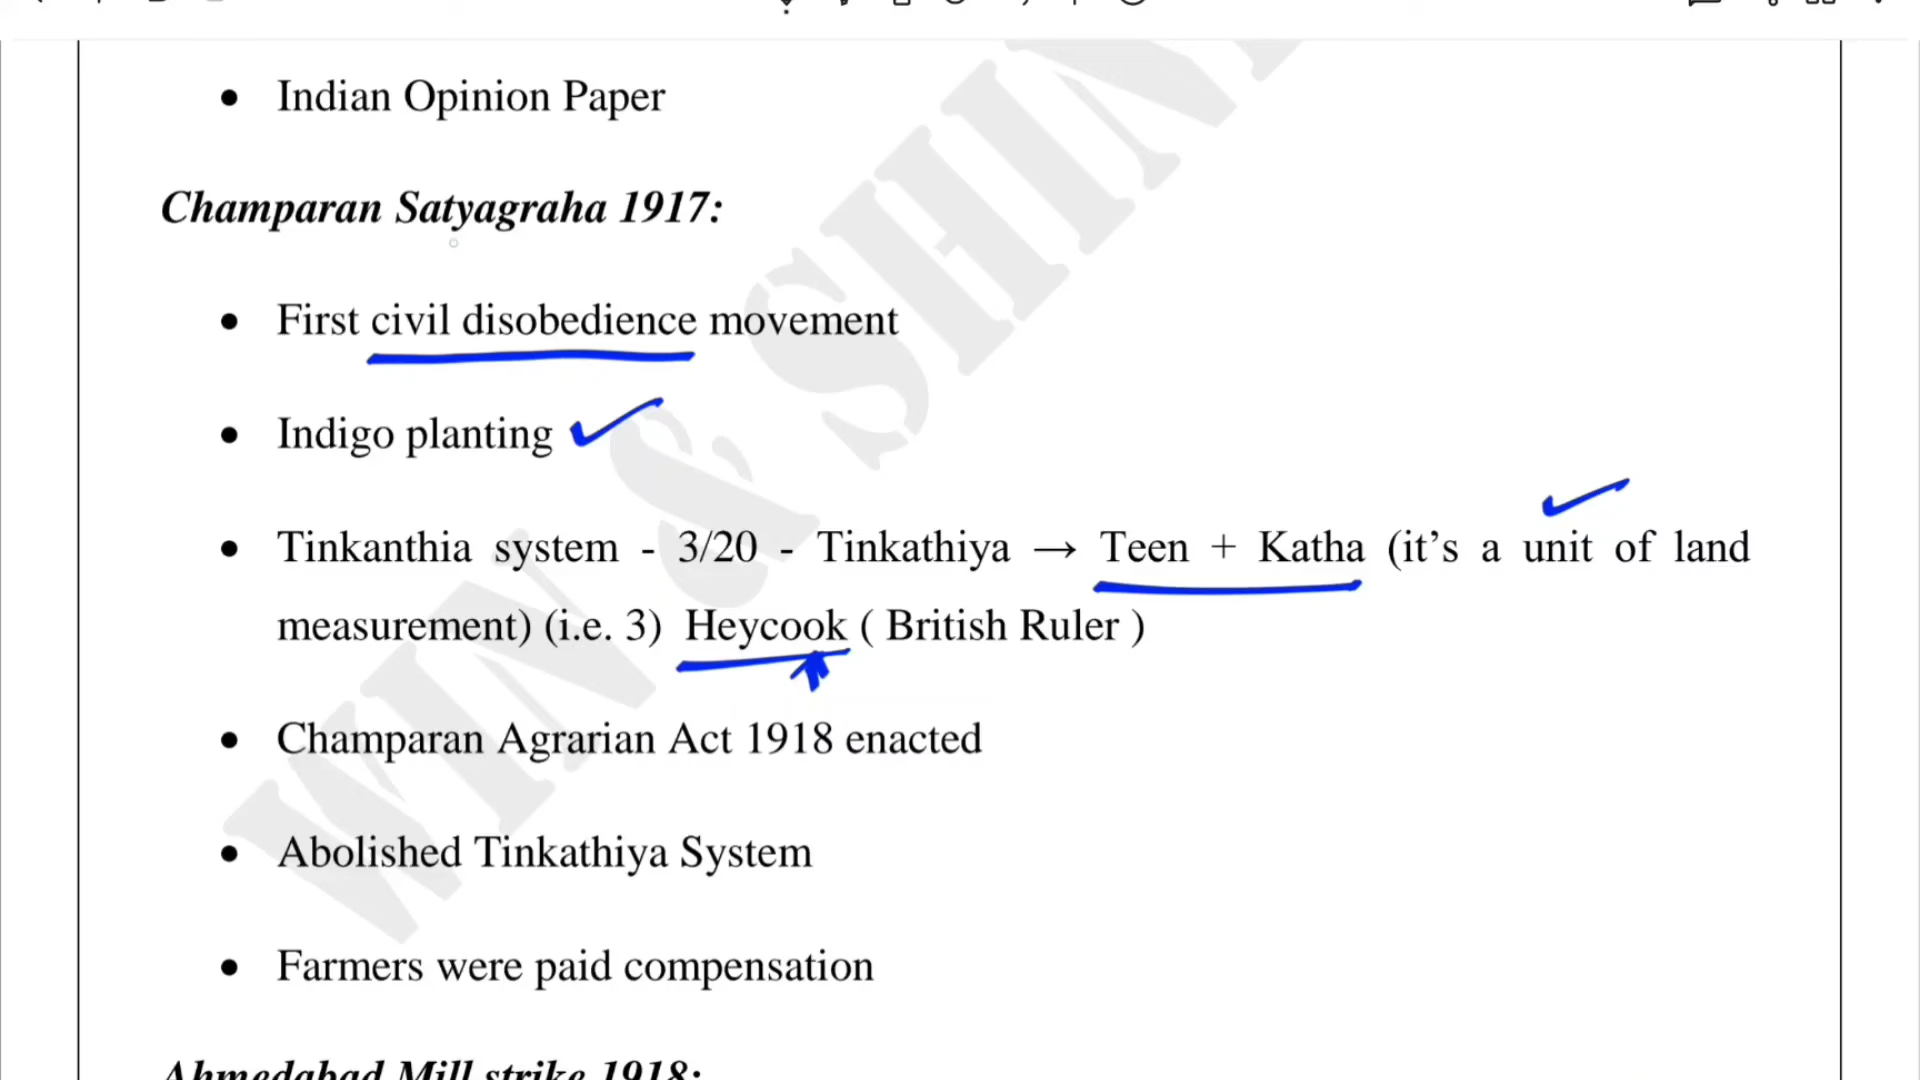 • Indian Opinion Paper
Champaran Satyagraha 1917:
• First civil disobedience movement
• Indigo planting
• Tinkanthia system - 3/20 - Tinkathiya → Teen + Katha (it’s a unit of land
measurement) (i.e. 3) Heycook ( British Ruler )
• Champaran Agrarian Act 1918 enacted
• Abolished Tinkathiya System
• Farmers were paid compensation
Ahmedabad Mill strike 1918:
WIN & SHINE